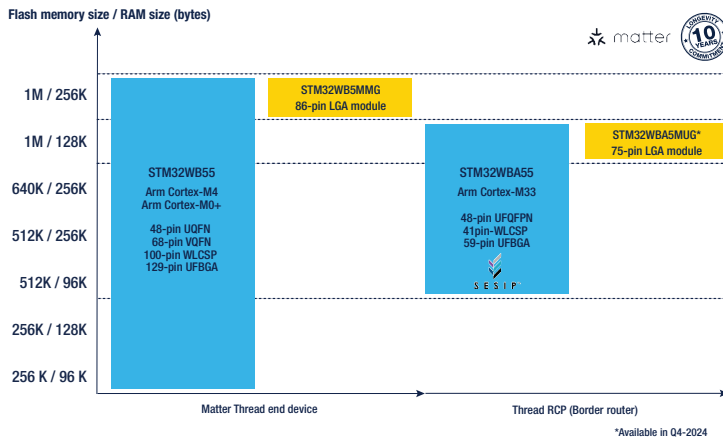 Flash memory size / RAM size (bytes)
matter
LONGEVITY
10
YEARS
COMMITMENT
1M / 256K
1M / 128K
640K / 256K
512K / 256K
512K / 96K
256K / 128K
256 K / 96 K
STM32WB5MMG
86-pin LGA module
STM32WBA5MUG*
75-pin LGA module
STM32WB55
Arm Cortex-M4
Arm Cortex-M0+
48-pin UQFN
68-pin VQFN
100-pin WLCSP
129-pin UFBGA
STM32WBA55
Arm Cortex-M33
48-pin UFQFPN
41pin-WLCSP
59-pin UFBGA
SESIP
Matter Thread end device
Thread RCP (Border router)
*Available in Q4-2024